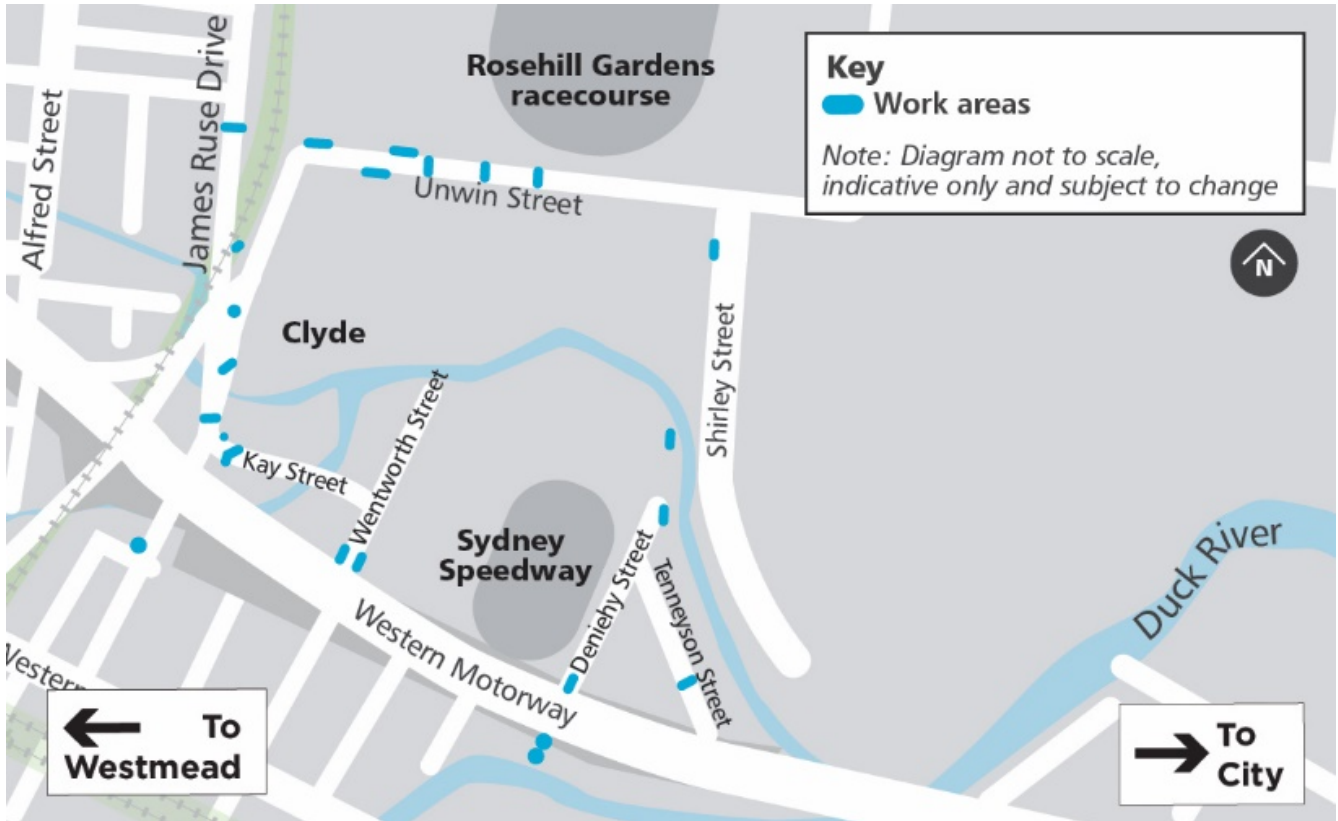 Rosehill Gardens
racecourse
Key
Work areas
Note: Diagram not to scale,
indicative only and subject to change
N
James Ruse Drive
Alfred Street
Unwin Street
Clyde
Shirley Street
Wentworth Street
Kay Street
Sydney
Speedway
Deniehy Street
Tenneyson Street
Duck River
Western Motorway
Western
To
Westmead
To
City